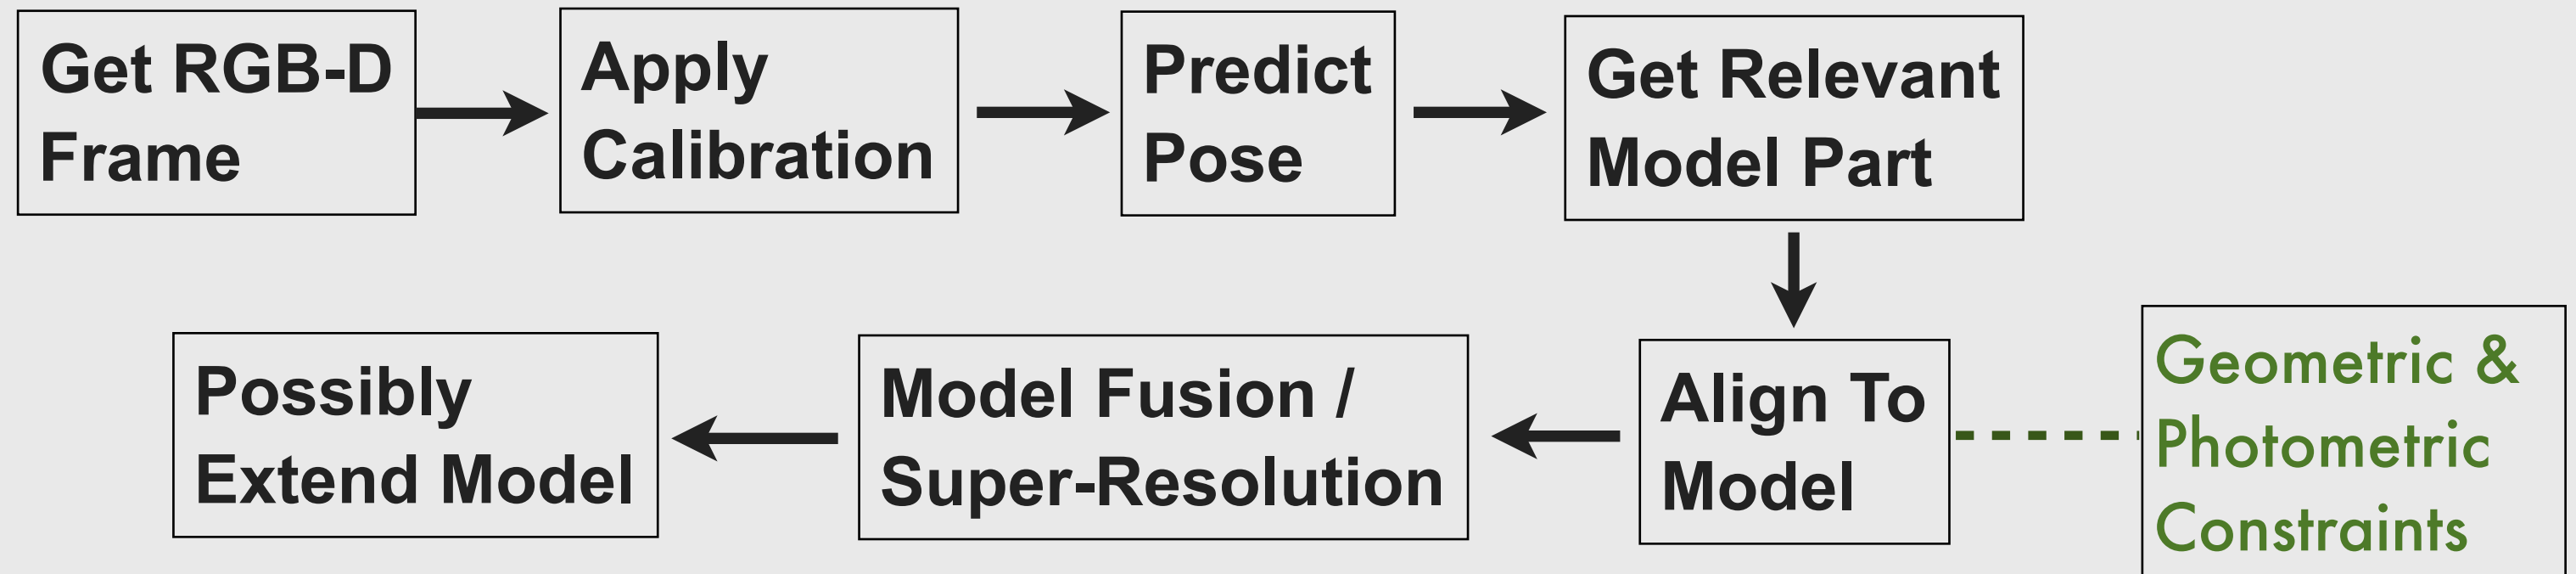 Get RGB-D
Frame
Apply
Calibration
Predict
Pose
Get Relevant
Model Part
Align To
Model
Geometric &
Photometric
Constraints
Model Fusion /
Super-Resolution
Possibly
Extend Model